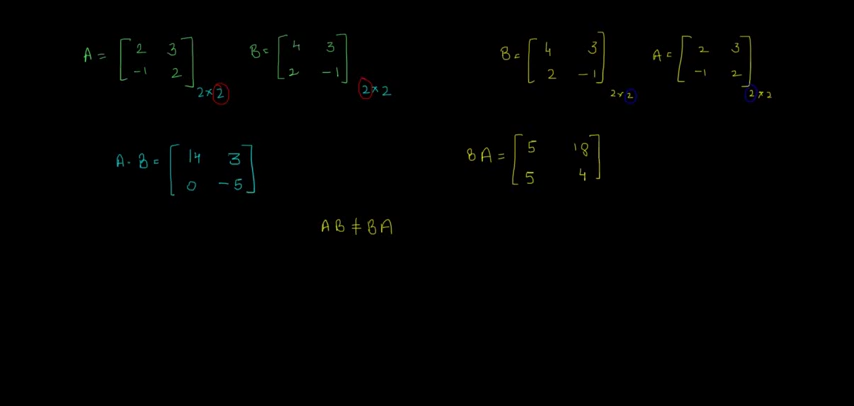 A = [ 2 3 ; -1 2 ] 2×2 B = [ 4 3 ; 2 -1 ] 2×2 B = [ 4 3 ; 2 -1 ] 2×2 A = [ 2 3 ; -1 2 ] 2×2
A · B = [ 14 3 ; 0 -5 ] BA = [ 5 18 ; 5 4 ]
AB ≠ BA